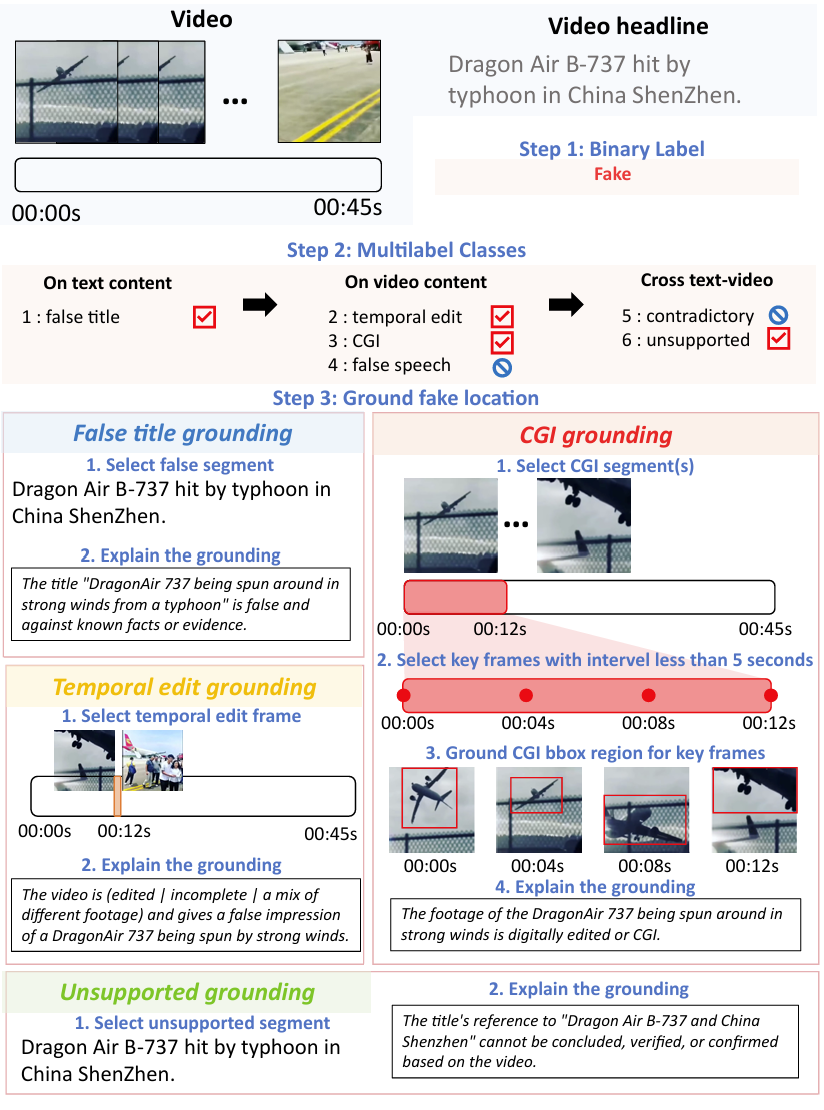 Video
Video headline
Dragon Air B-737 hit by
typhoon in China ShenZhen.
...
00:00s
00:45s
Step 1: Binary Label
Fake
Step 2: Multilabel Classes
On text content
1 : false title
On video content
2 : temporal edit
3 : CGI
4 : false speech
Cross text-video
5 : contradictory
6 : unsupported
Step 3: Ground fake location
False title grounding
1. Select false segment
Dragon Air B-737 hit by typhoon in
China ShenZhen.
2. Explain the grounding
The title "DragonAir 737 being spun around in
strong winds from a typhoon" is false and
against known facts or evidence.
Temporal edit grounding
1. Select temporal edit frame
00:00s
00:12s
00:45s
2. Explain the grounding
The video is (edited | incomplete | a mix of
different footage) and gives a false impression
of a DragonAir 737 being spun by strong winds.
CGI grounding
1. Select CGI segment(s)
...
00:00s
00:12s
00:45s
2. Select key frames with intervel less than 5 seconds
00:00s
00:04s
00:08s
00:12s
3. Ground CGI bbox region for key frames
00:00s
00:04s
00:08s
00:12s
4. Explain the grounding
The footage of the DragonAir 737 being spun around in
strong winds is digitally edited or CGI.
Unsupported grounding
1. Select unsupported segment
Dragon Air B-737 hit by typhoon in
China ShenZhen.
2. Explain the grounding
The title's reference to "Dragon Air B-737 and China
Shenzhen" cannot be concluded, verified, or confirmed
based on the video.